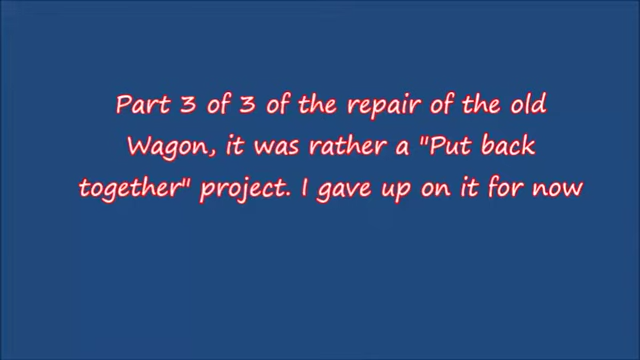 Part 3 of 3 of the repair of the old
Wagon, it was rather a "Put back
together" project. I gave up on it for now